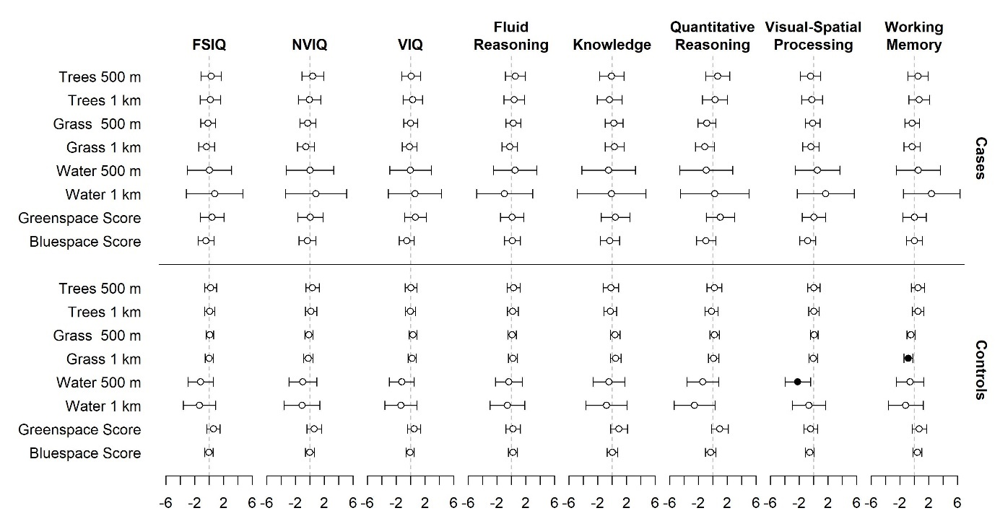 Fluid Quantitative Visual-Spatial Working
FSIQ NVIQ VIQ Reasoning Knowledge Reasoning Processing Memory
Trees 500 m
Trees 1 km
Grass  500 m
Grass 1 km
Water 500 m
Water 1 km
Greenspace Score
Bluespace Score
Cases
Trees 500 m
Trees 1 km
Grass  500 m
Grass 1 km
Water 500 m
Water 1 km
Greenspace Score
Bluespace Score
Controls
-6 -2 2 6 -6 -2 2 6 -6 -2 2 6 -6 -2 2 6 -6 -2 2 6 -6 -2 2 6 -6 -2 2 6 -6 -2 2 6